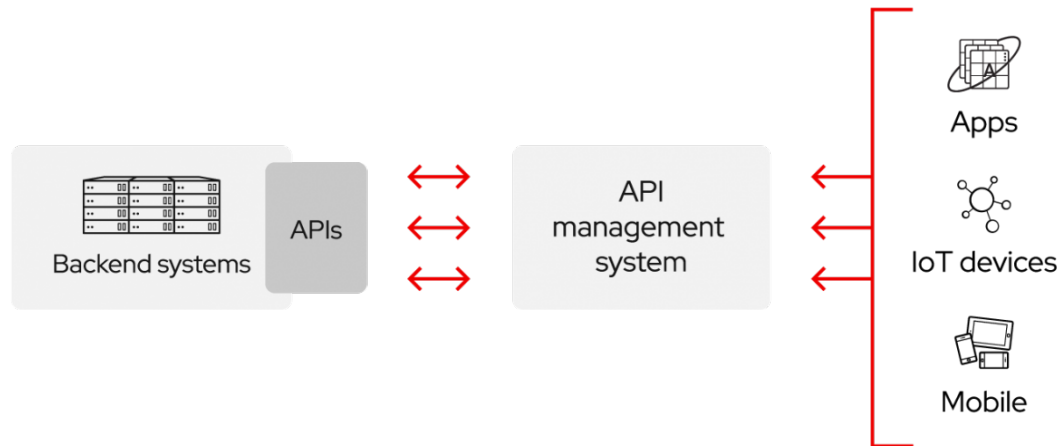 Backend systems
APIs
API
management
system
A
Apps
IoT devices
Mobile